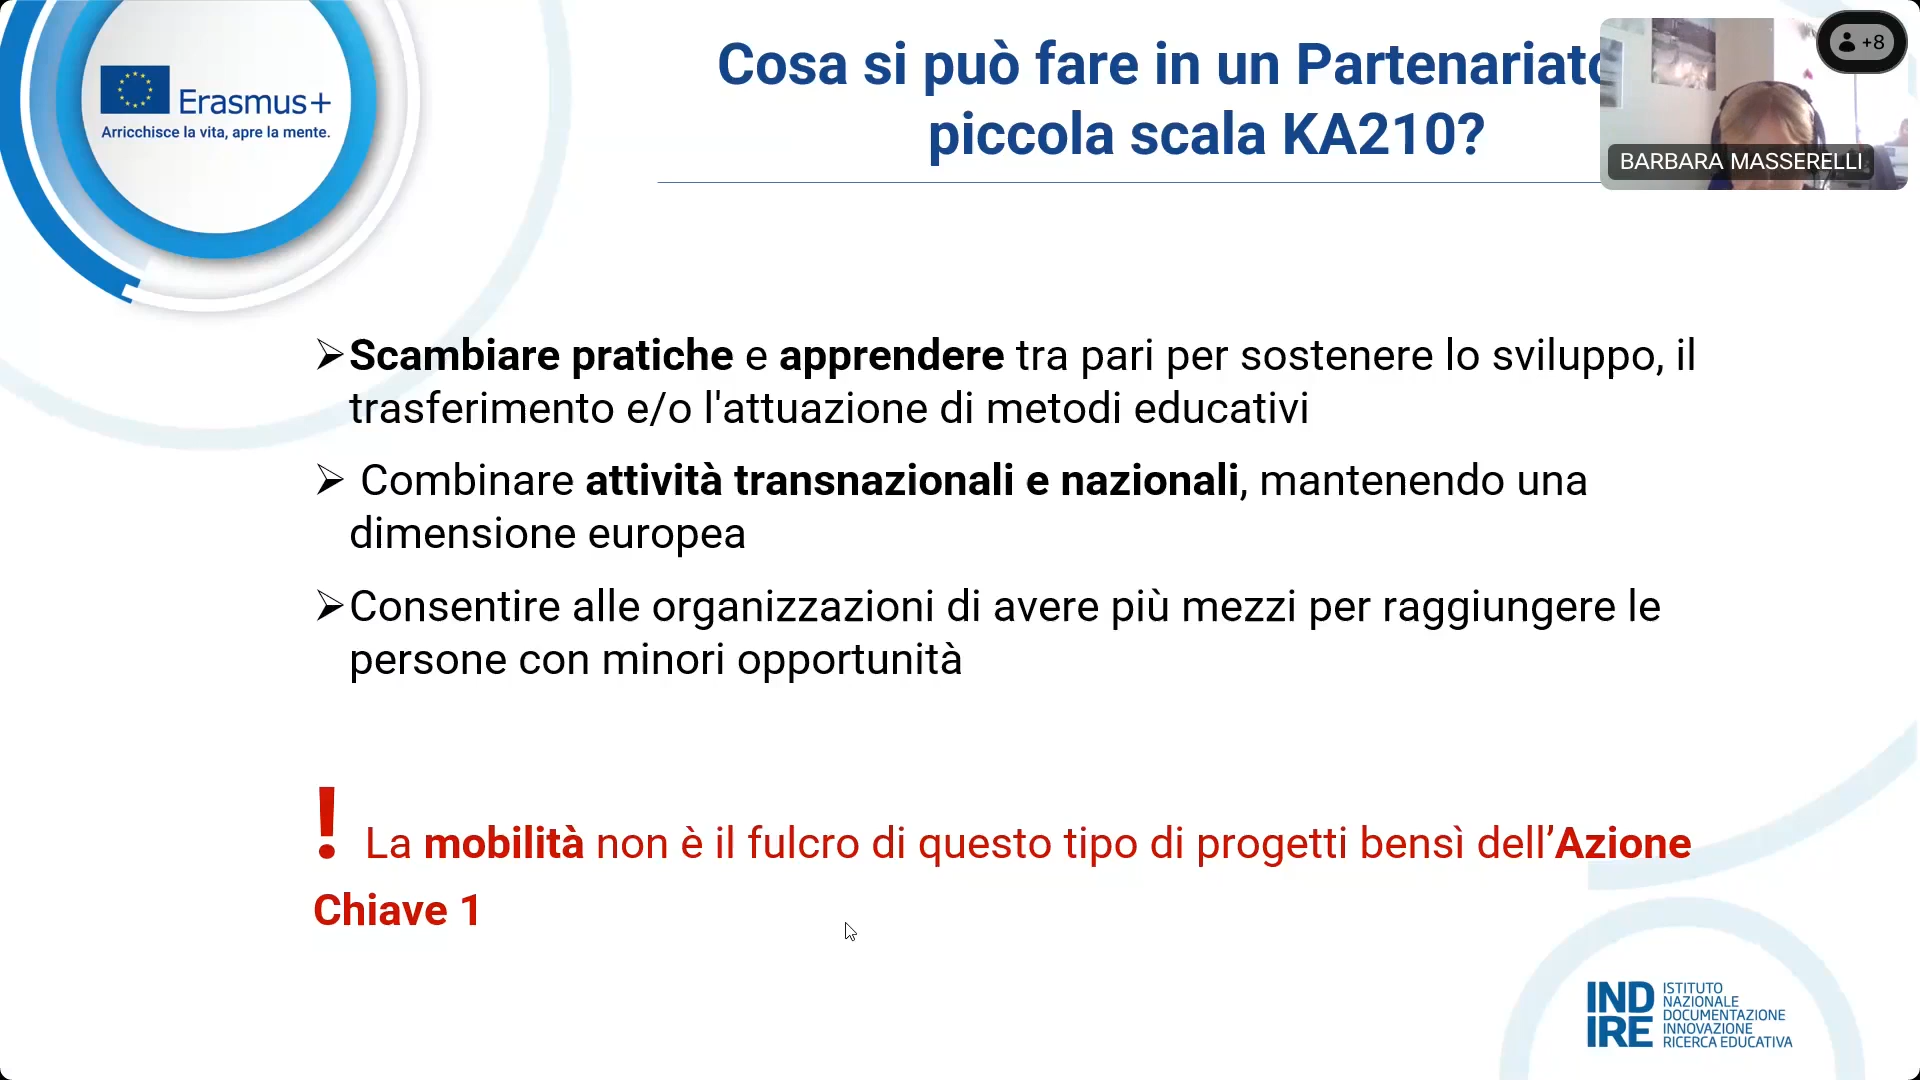 Erasmus+
Arricchisce la vita, apre la mente.
Cosa si può fare in un Partenariato
piccola scala KA210?
+8
BARBARA MASSERELLI
➢Scambiare pratiche e apprendere tra pari per sostenere lo sviluppo, il
trasferimento e/o l'attuazione di metodi educativi
➢ Combinare attività transnazionali e nazionali, mantenendo una
dimensione europea
➢Consentire alle organizzazioni di avere più mezzi per raggiungere le
persone con minori opportunità
! La mobilità non è il fulcro di questo tipo di progetti bensì dell’Azione
Chiave 1
IND
IRE
ISTITUTO
NAZIONALE
DOCUMENTAZIONE
INNOVAZIONE
RICERCA EDUCATIVA